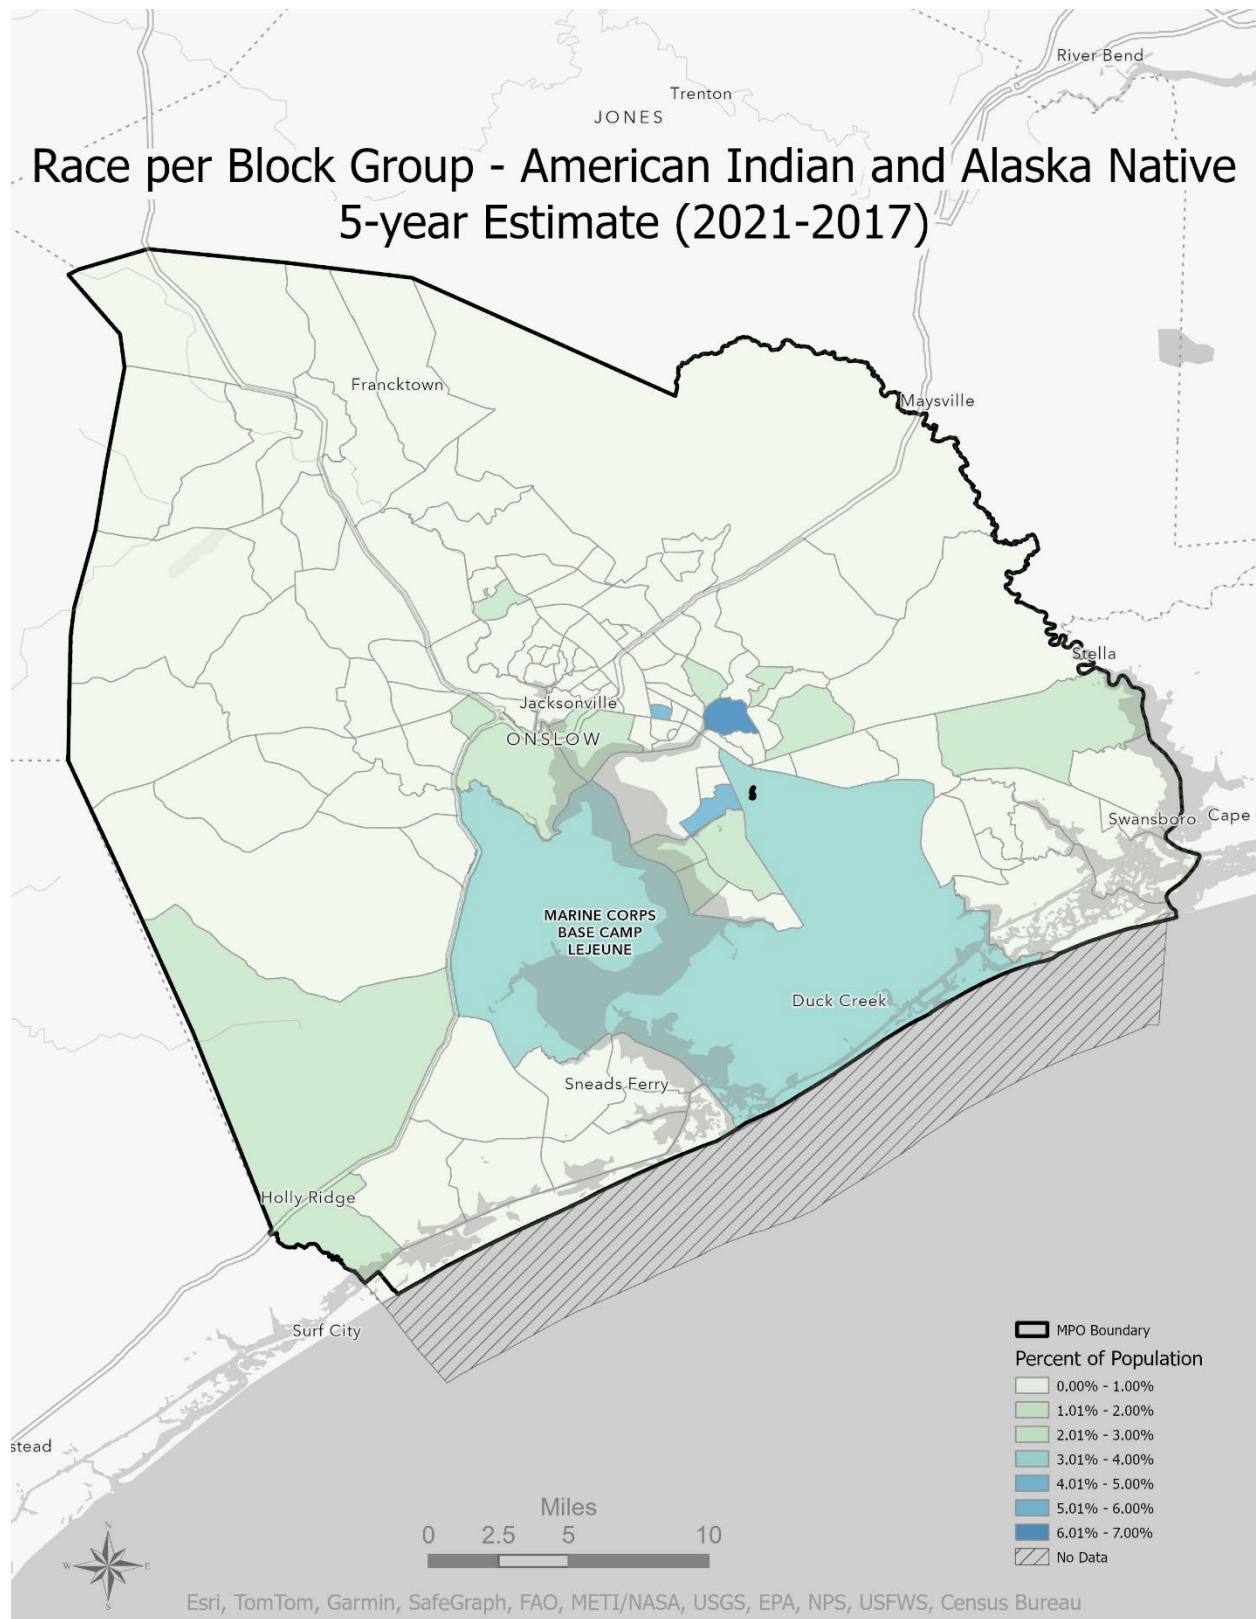 River Bend
Trenton
JONES
Race per Block Group - American Indian and Alaska Native
5-year Estimate (2021-2017)
Francktown
Maysville
Stella
Jacksonville
ONSLOW
Swansboro
Cape
MARINE CORPS
BASE CAMP
LEJEUNE
Duck Creek
Sneads Ferry
Holly Ridge
Surf City
stead
MPO Boundary
Percent of Population
0.00% - 1.00%
1.01% - 2.00%
2.01% - 3.00%
3.01% - 4.00%
4.01% - 5.00%
5.01% - 6.00%
6.01% - 7.00%
No Data
Miles
0 2.5 5 10
N
W E
S
Esri, TomTom, Garmin, SafeGraph, FAO, METI/NASA, USGS, EPA, NPS, USFWS, Census Bureau